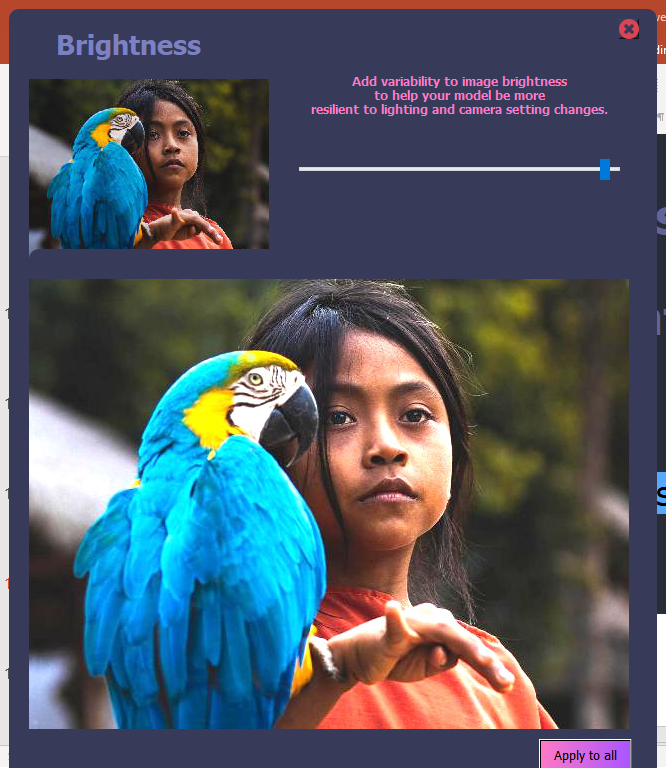 Brightness
Add variability to image brightness
to help your model be more
resilient to lighting and camera setting changes.
Apply to all